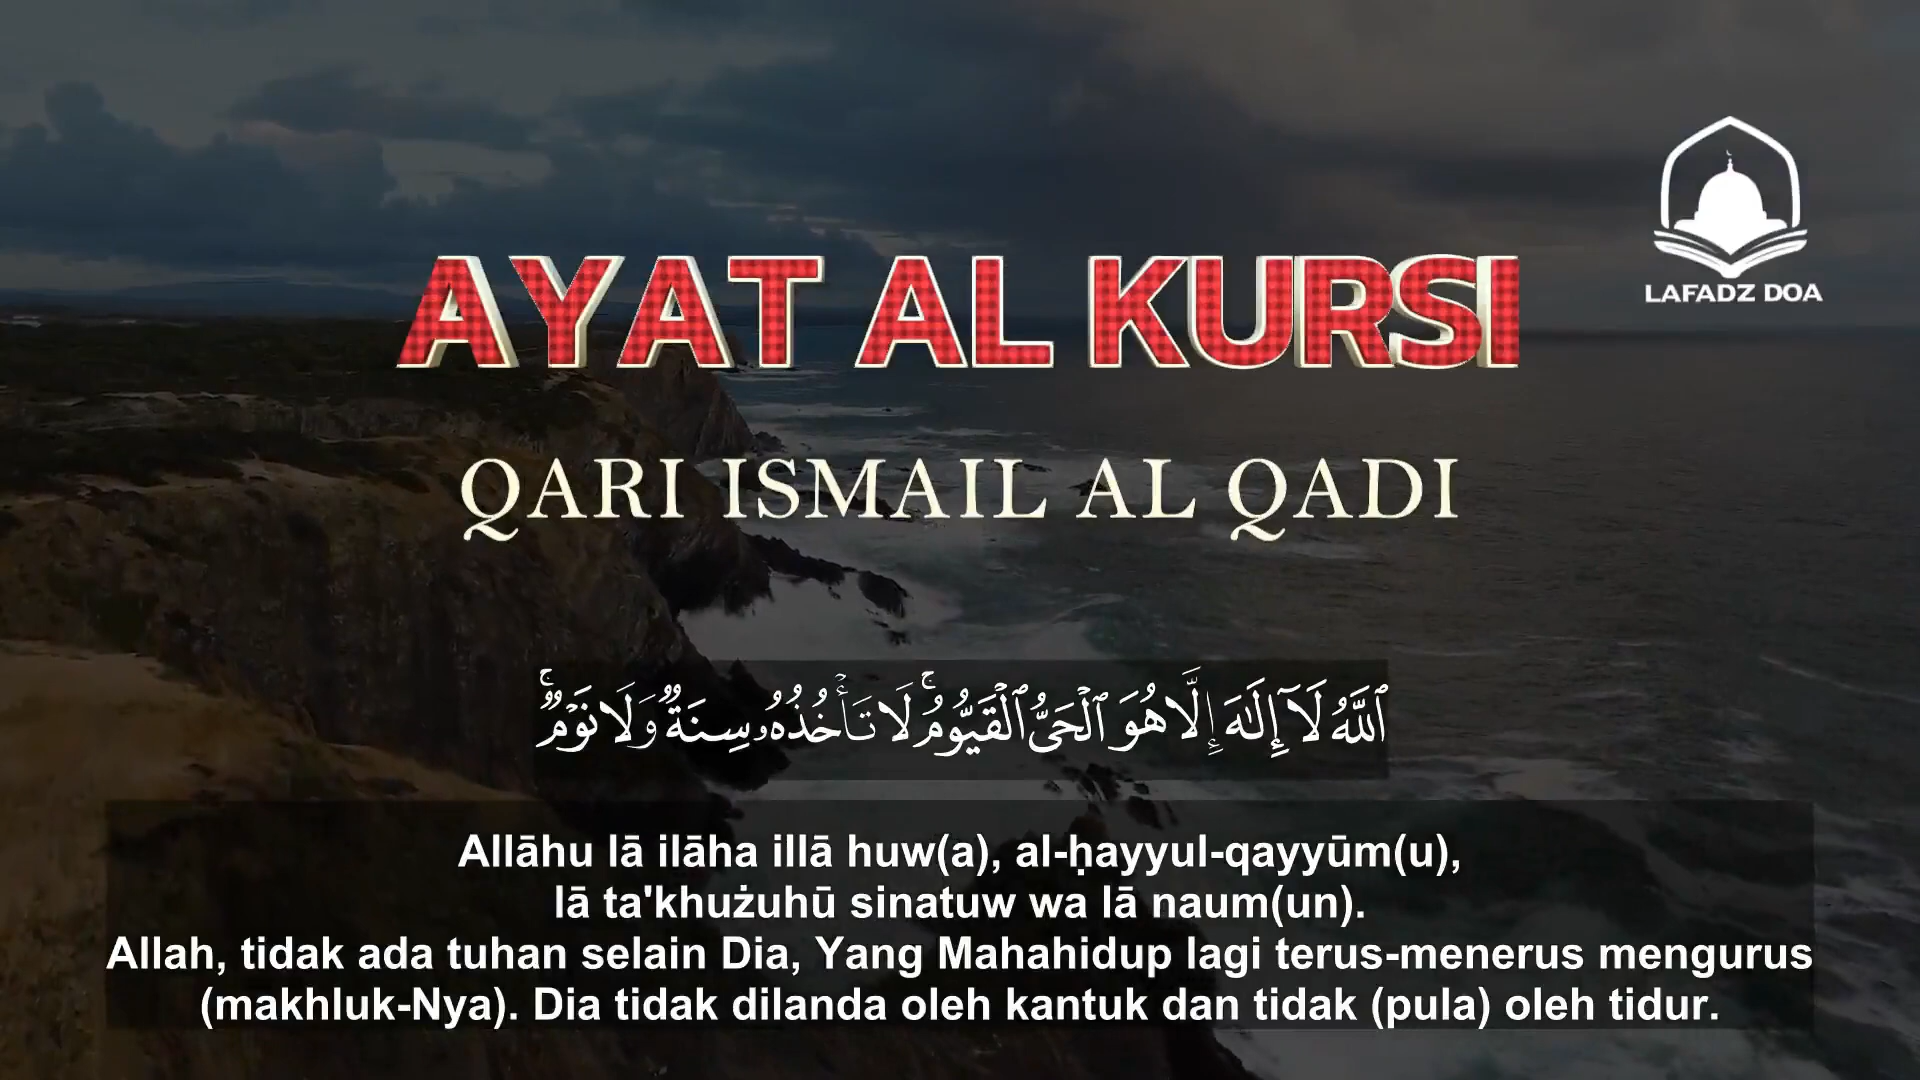 LAFADZ DOA
AYAT AL KURSI
QARI ISMAIL AL QADI
ٱللَّهُ لَآ إِلَـٰهَ إِلَّا هُوَ ٱلْحَىُّ ٱلْقَيُّومُ ۚ لَا تَأْخُذُهُۥ سِنَةٌ وَلَا نَوْمٌ ۚ
Allāhu lā ilāha illā huw(a), al-ḥayyul-qayyūm(u),
lā ta'khużuhū sinatuw wa lā naum(un).
Allah, tidak ada tuhan selain Dia, Yang Mahahidup lagi terus-menerus mengurus
(makhluk-Nya). Dia tidak dilanda oleh kantuk dan tidak (pula) oleh tidur.